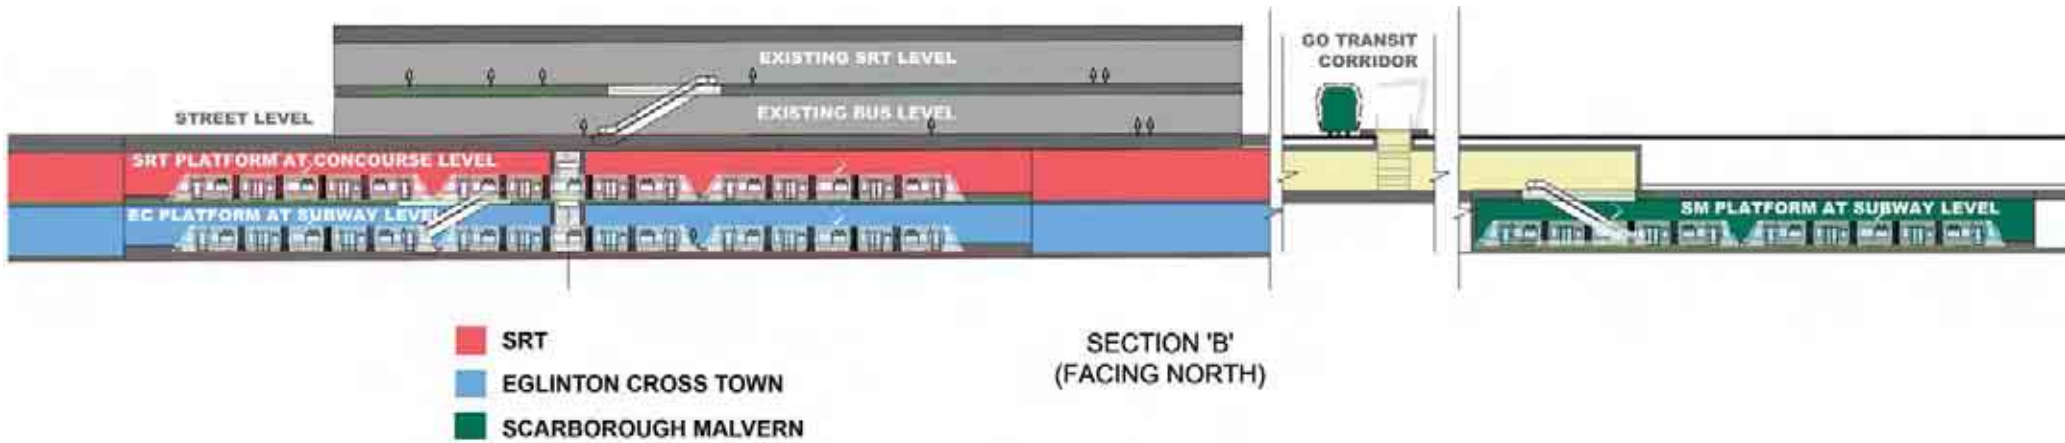 EXISTING SRT LEVEL
GO TRANSIT
CORRIDOR
STREET LEVEL
EXISTING BUS LEVEL
SRT PLATFORM AT CONCOURSE LEVEL
EC PLATFORM AT SUBWAY LEVEL
SM PLATFORM AT SUBWAY LEVEL
SRT
EGLINTON CROSS TOWN
SCARBOROUGH MALVERN
SECTION 'B'
(FACING NORTH)